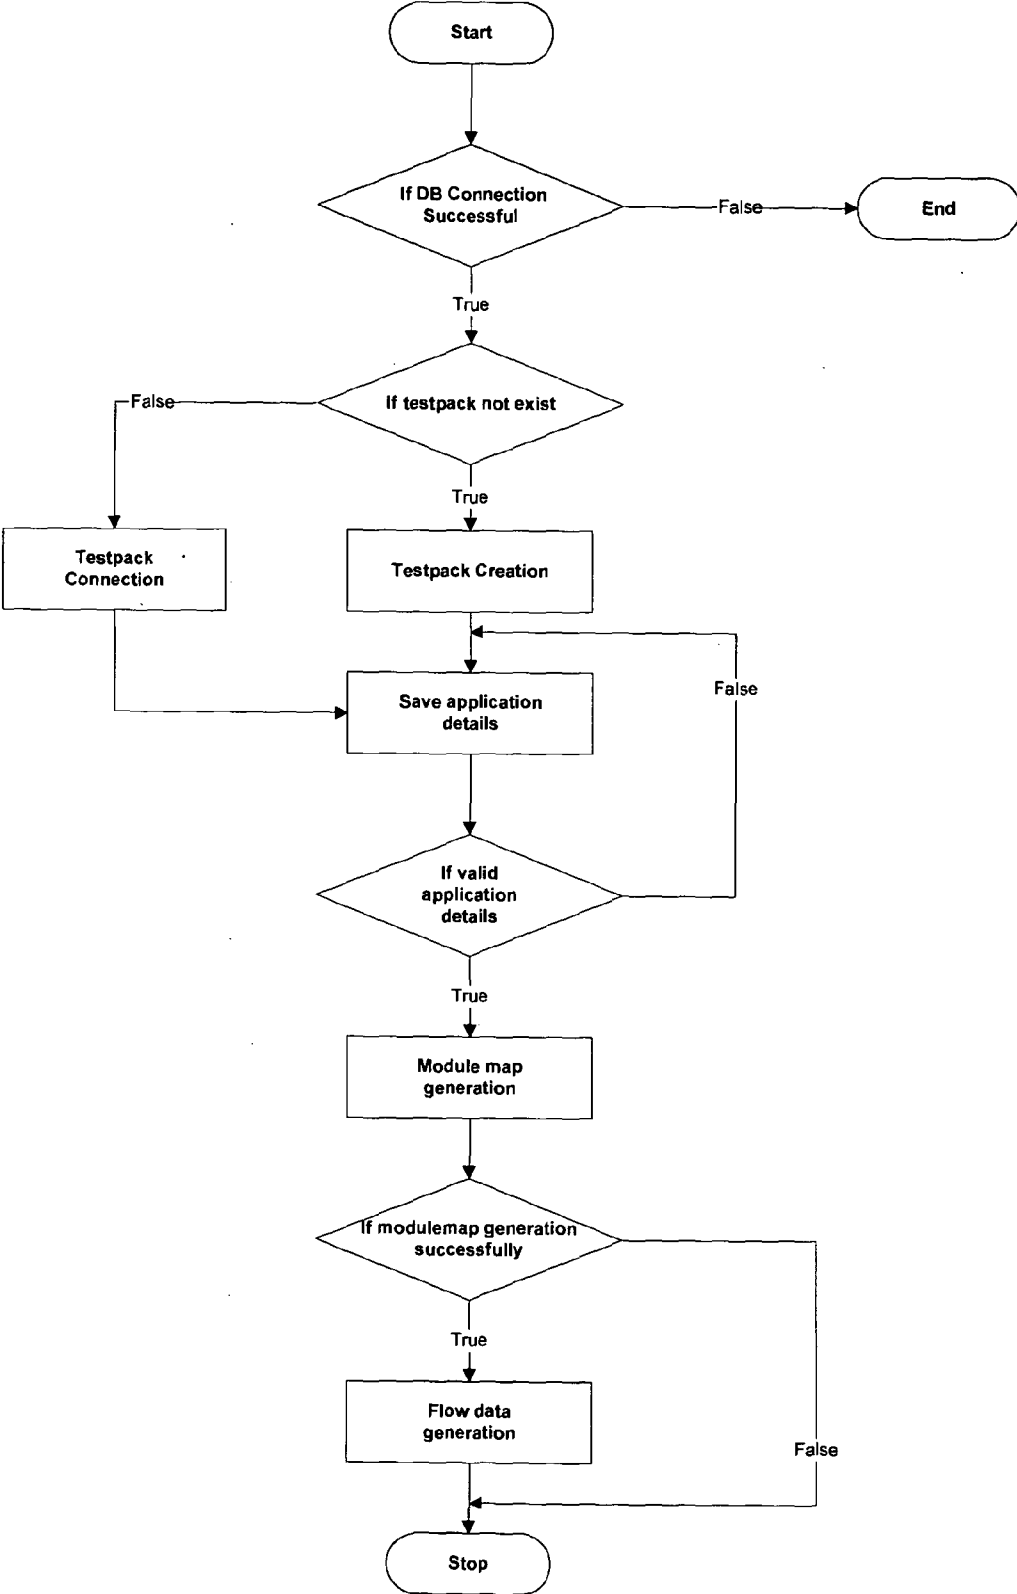 Start
If DB Connection
Successful
False
End
True
If testpack not exist
False
True
Testpack
Connection
Testpack Creation
False
Save application
details
If valid
application
details
True
Module map
generation
If modulemap generation
successfully
True
Flow data
generation
False
Stop